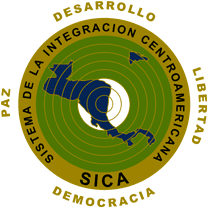 DESARROLLO
PAZ
LIBERTAD
SISTEMA DE LA INTEGRACION CENTROAMERICANA
SICA
DEMOCRACIA